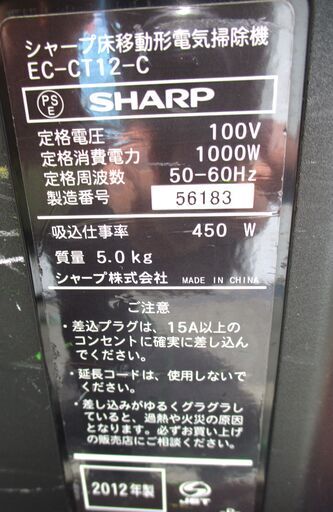 シャープ床移動形電気掃除機
EC-CT12-C
PS
E
SHARP
定格電圧 100V
定格消費電力 1000W
定格周波数 50-60Hz
製造番号 56183
吸込仕事率 450 W
質量 5.0kg
シャープ株式会社 MADE IN CHINA
ご注意
・差込プラグは、15A以上の
コンセントに確実に差し込ん
でください。
・延長コードは、使用しないで
ください。
・差し込みがゆるくグラグラし
ていると、過熱や火災の原因
となります。必ずお買い上げ
の販売店にご相談ください。
2012年製
JET